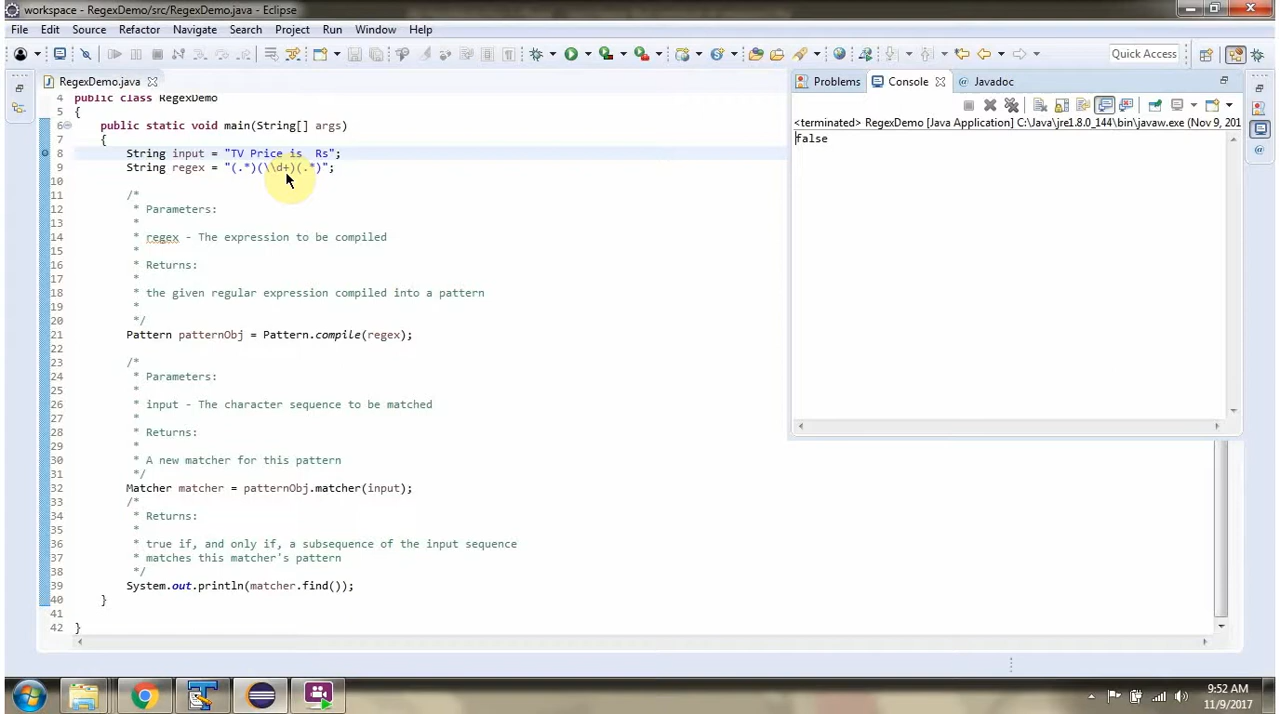 workspace - RegexDemo/src/RegexDemo.java - Eclipse
File Edit Source Refactor Navigate Search Project Run Window Help
Quick Access
RegexDemo.java
Problems Console @ Javadoc
<terminated> RegexDemo [Java Application] C:\Java\jre1.8.0_144\bin\javaw.exe (Nov 9, 201
false
4 public class RegexDemo
5 {
6 public static void main(String[] args)
7 {
8 String input = "TV Price is  Rs";
9 String regex = "(.*)(\\d+)(.*)";
10
11 /*
12 * Parameters:
13 *
14 * regex - The expression to be compiled
15 *
16 * Returns:
17 *
18 * the given regular expression compiled into a pattern
19 *
20 */
21 Pattern patternObj = Pattern.compile(regex);
22
23 /*
24 * Parameters:
25 *
26 * input - The character sequence to be matched
27 *
28 * Returns:
29 *
30 * A new matcher for this pattern
31 */
32 Matcher matcher = patternObj.matcher(input);
33 /*
34 * Returns:
35 *
36 * true if, and only if, a subsequence of the input sequence
37 * matches this matcher's pattern
38 */
39 System.out.println(matcher.find());
40 }
41
42 }
9:52 AM
11/9/2017